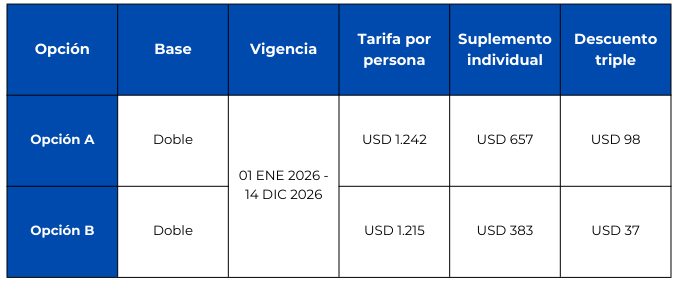 Opción
Base
Vigencia
Tarifa por
persona
Suplemento
individual
Descuento
triple
Opción A
Doble
01 ENE 2026 -
14 DIC 2026
USD 1.242
USD 657
USD 98
Opción B
Doble
USD 1.215
USD 383
USD 37